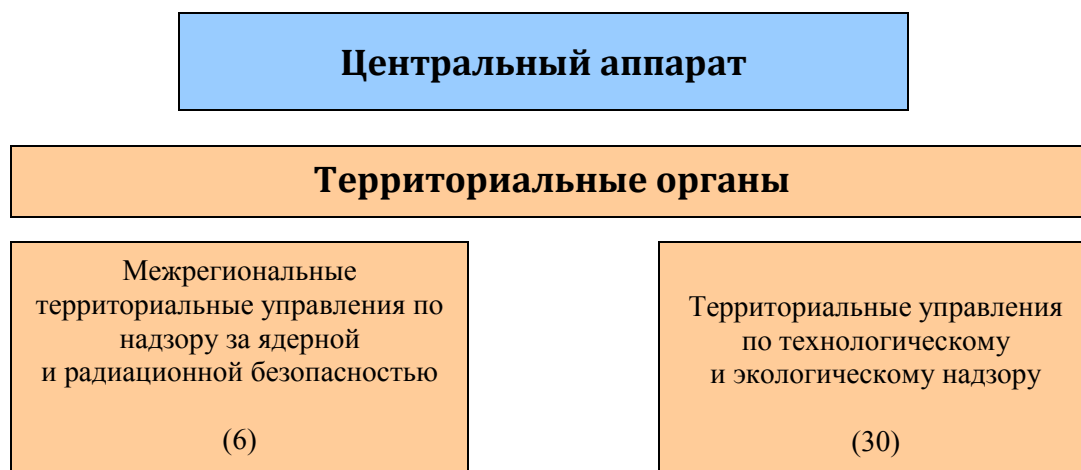 Центральный аппарат
Территориальные органы
Межрегиональные
территориальные управления по
надзору за ядерной
и радиационной безопасностью
(6)
Территориальные управления
по технологическому
и экологическому надзору
(30)